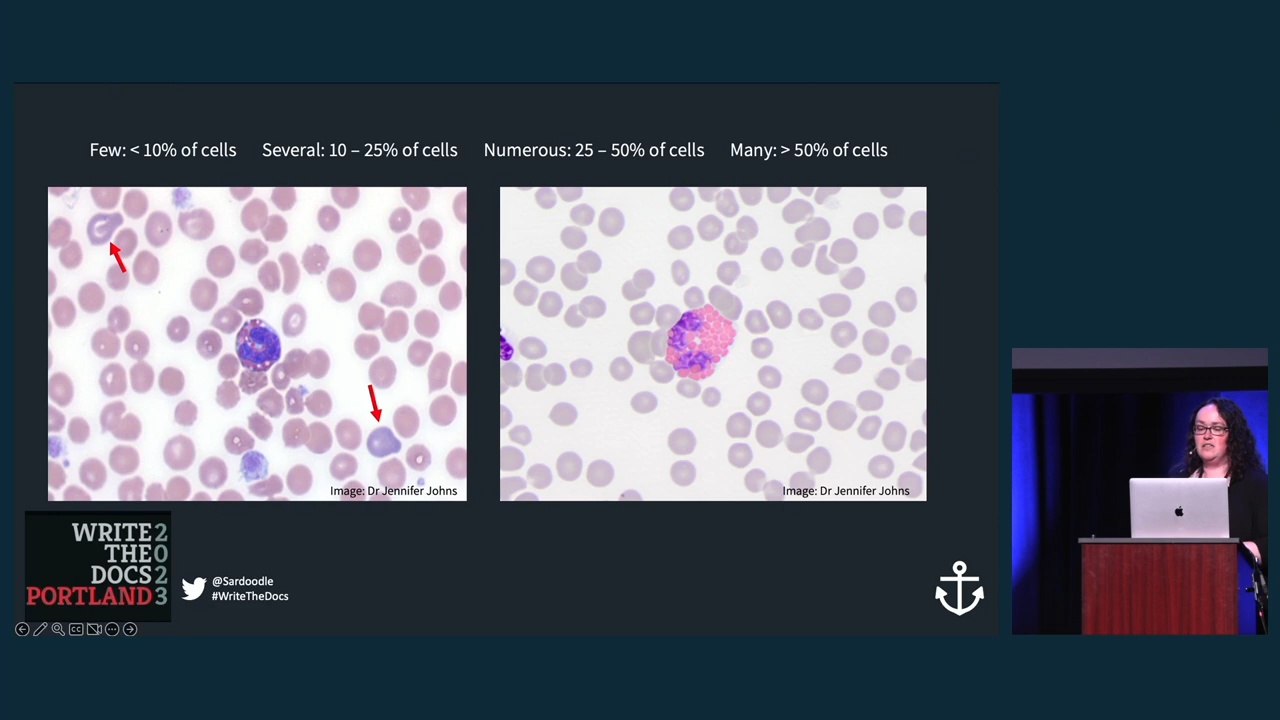 Few: < 10% of cells Several: 10 – 25% of cells Numerous: 25 – 50% of cells Many: > 50% of cells
Image: Dr Jennifer Johns
Image: Dr Jennifer Johns
WRITE 2
THE 0
DOCS 2
PORTLAND 3
@Sardoodle
#WriteTheDocs
CC